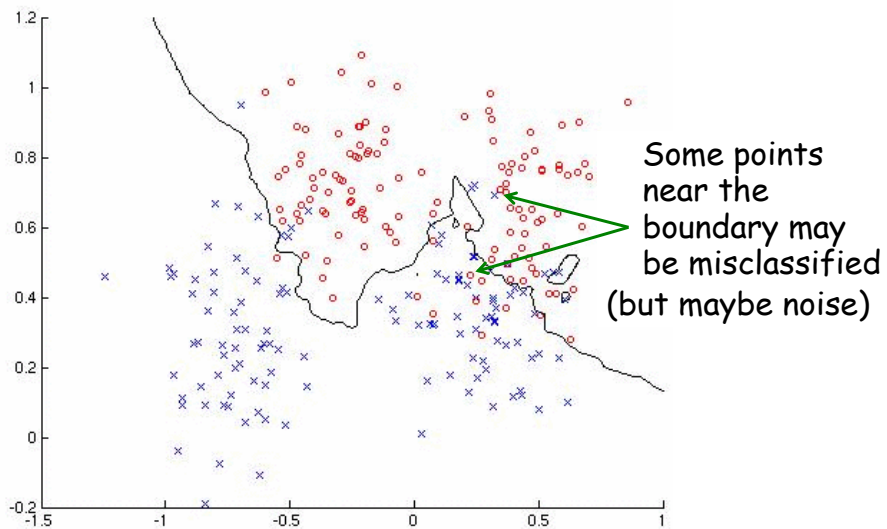 1.2
1
0.8
0.6
0.4
0.2
0
-0.2
-1.5
-1
-0.5
0
0.5
1
Some points
near the
boundary may
be misclassified
(but maybe noise)